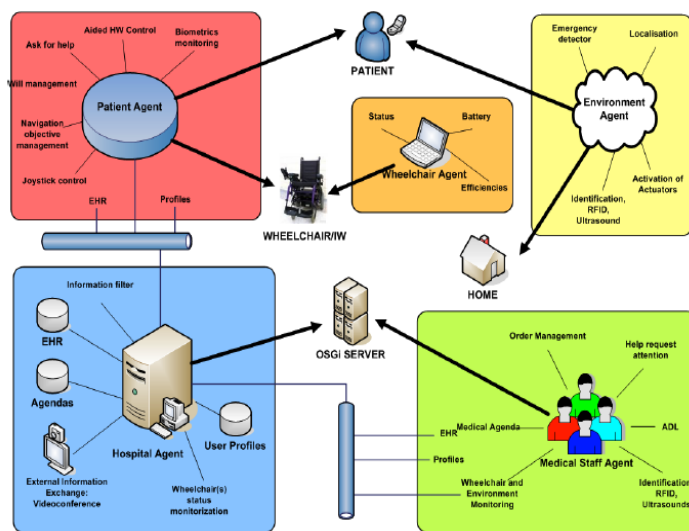 Aided HW Control
Biometrics
monitoring
Ask for help
Will management
Patient Agent
Navigation
objective
management
Joystick control
EHR
Profiles
PATIENT
Emergency
detector
Localisation
Environment
Agent
Activation of
Actuators
Identification,
RFID,
Ultrasound
Status
Battery
Wheelchair Agent
Efficiencies
WHEELCHAIR/IW
HOME
Information filter
EHR
Agendas
Hospital Agent
User Profiles
External Information
Exchange:
Videoconference
Wheelchair(s)
status
monitorization
OSGi SERVER
Order Management
Help request
attention
EHR
Medical Agenda
ADL
Profiles
Medical Staff Agent
Wheelchair and
Environment
Monitoring
Identification
RFID,
Ultrasounds